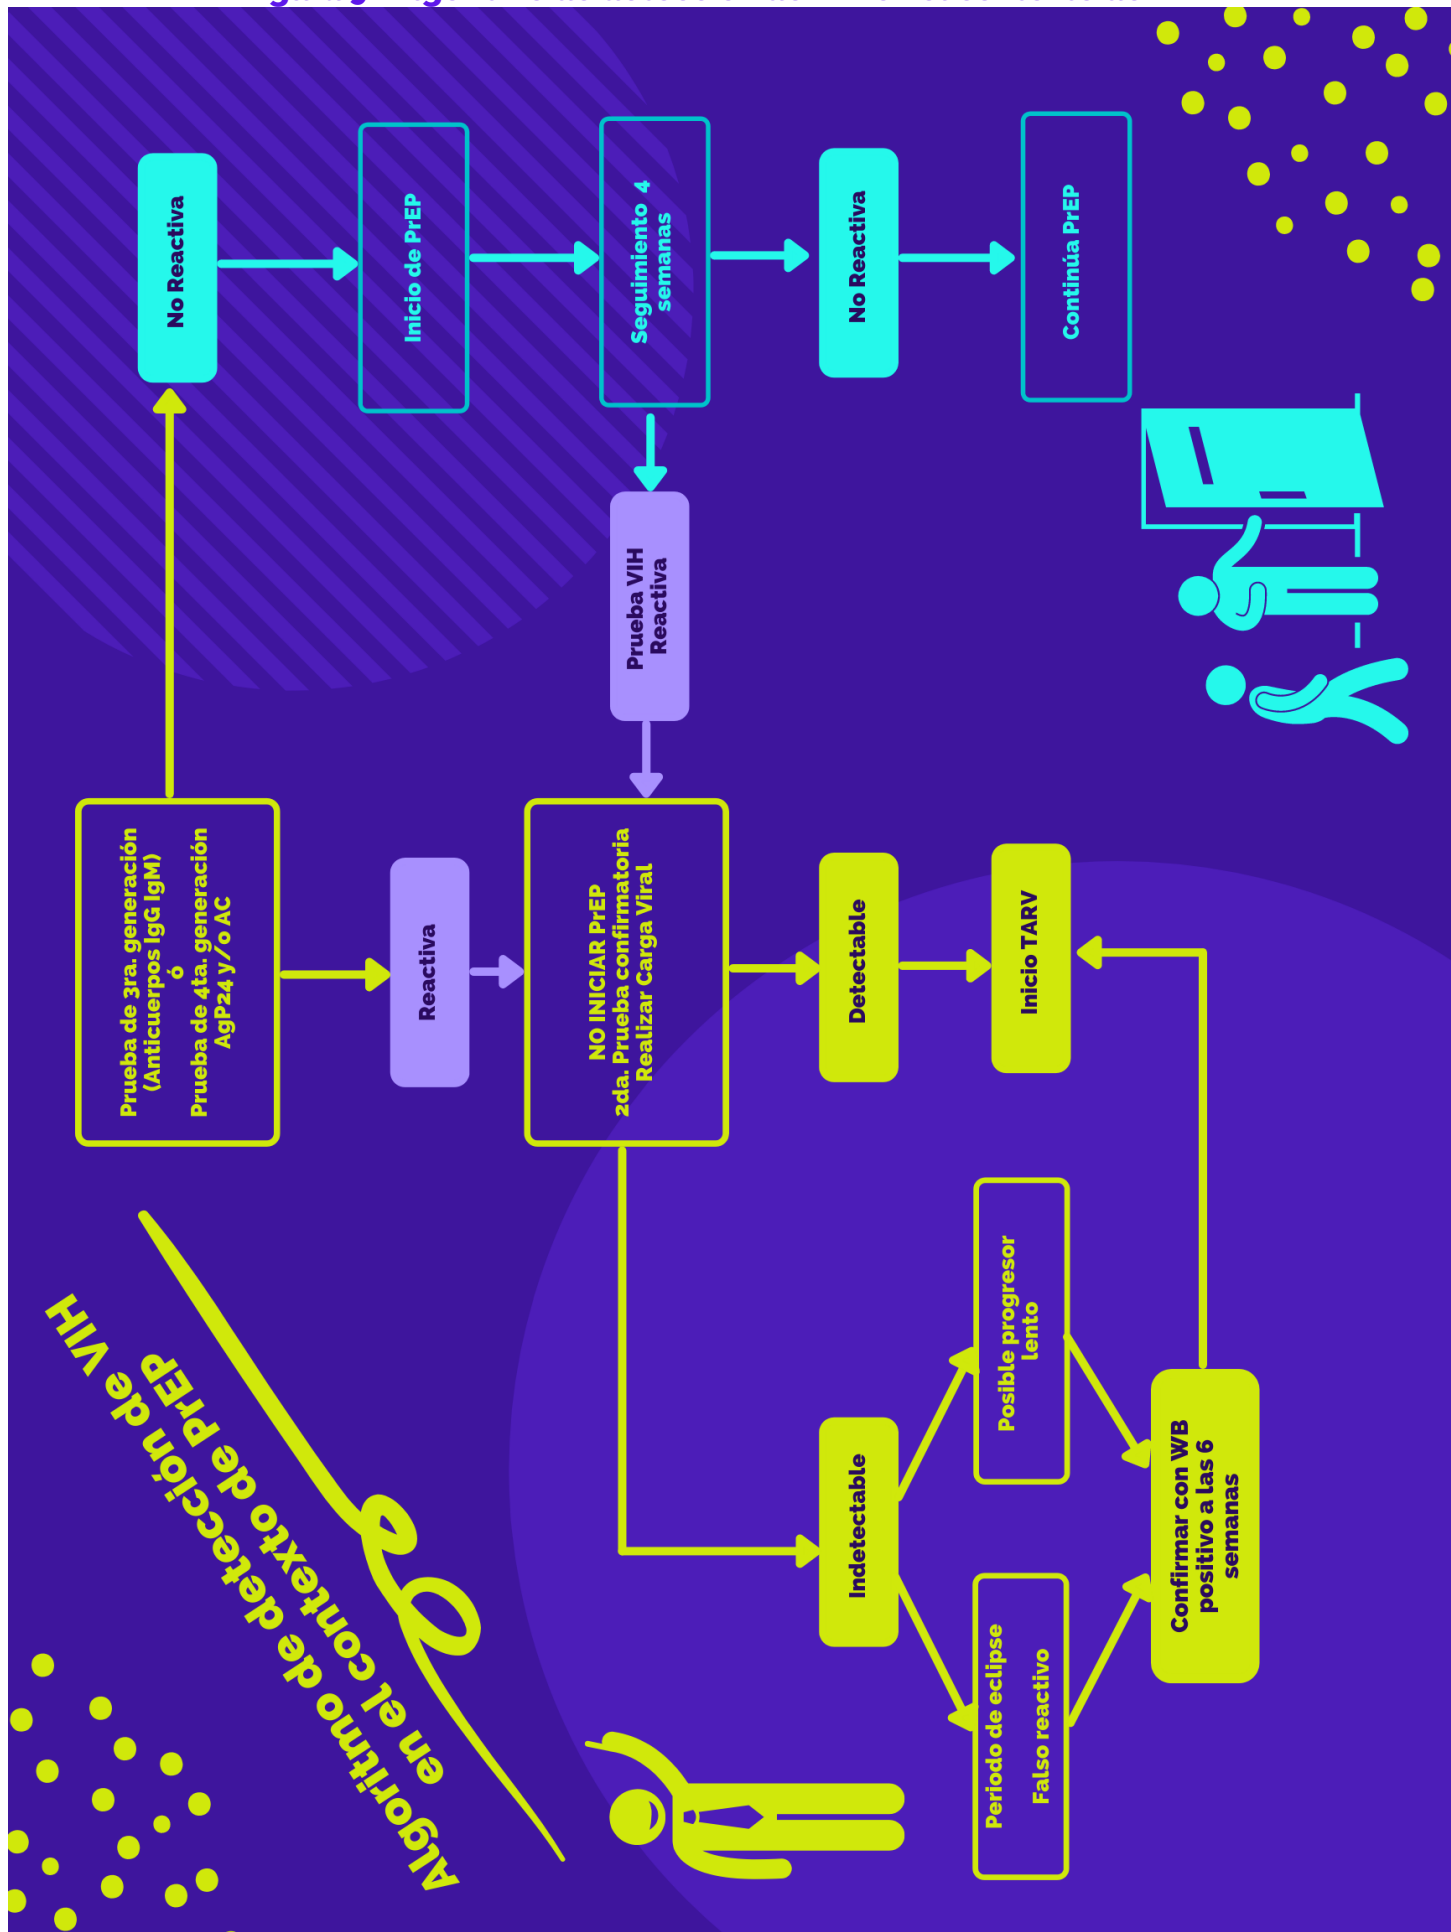 Algoritmo de detección de VIH
en el contexto de PrEP
Prueba de 3ra. generación
(Anticuerpos IgG IgM)
ó
Prueba de 4ta. generación
AgP24 y/o AC
No Reactiva
Reactiva
Inicio de PrEP
NO INICIAR PrEP
2da. Prueba confirmatoria
Realizar Carga Viral
Prueba VIH
Reactiva
Seguimiento 4
semanas
Indetectable
Detectable
No Reactiva
Periodo de eclipse
Falso reactivo
Posible progresor
lento
Inicio TARV
Continúa PrEP
Confirmar con WB
positivo a las 6
semanas